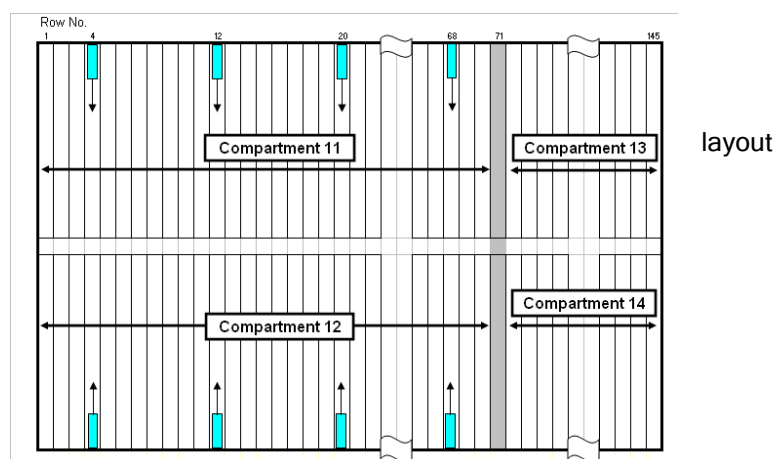 Row No.
1 4 12 20 68 71 145
Compartment 11 Compartment 13
layout
Compartment 14
Compartment 12